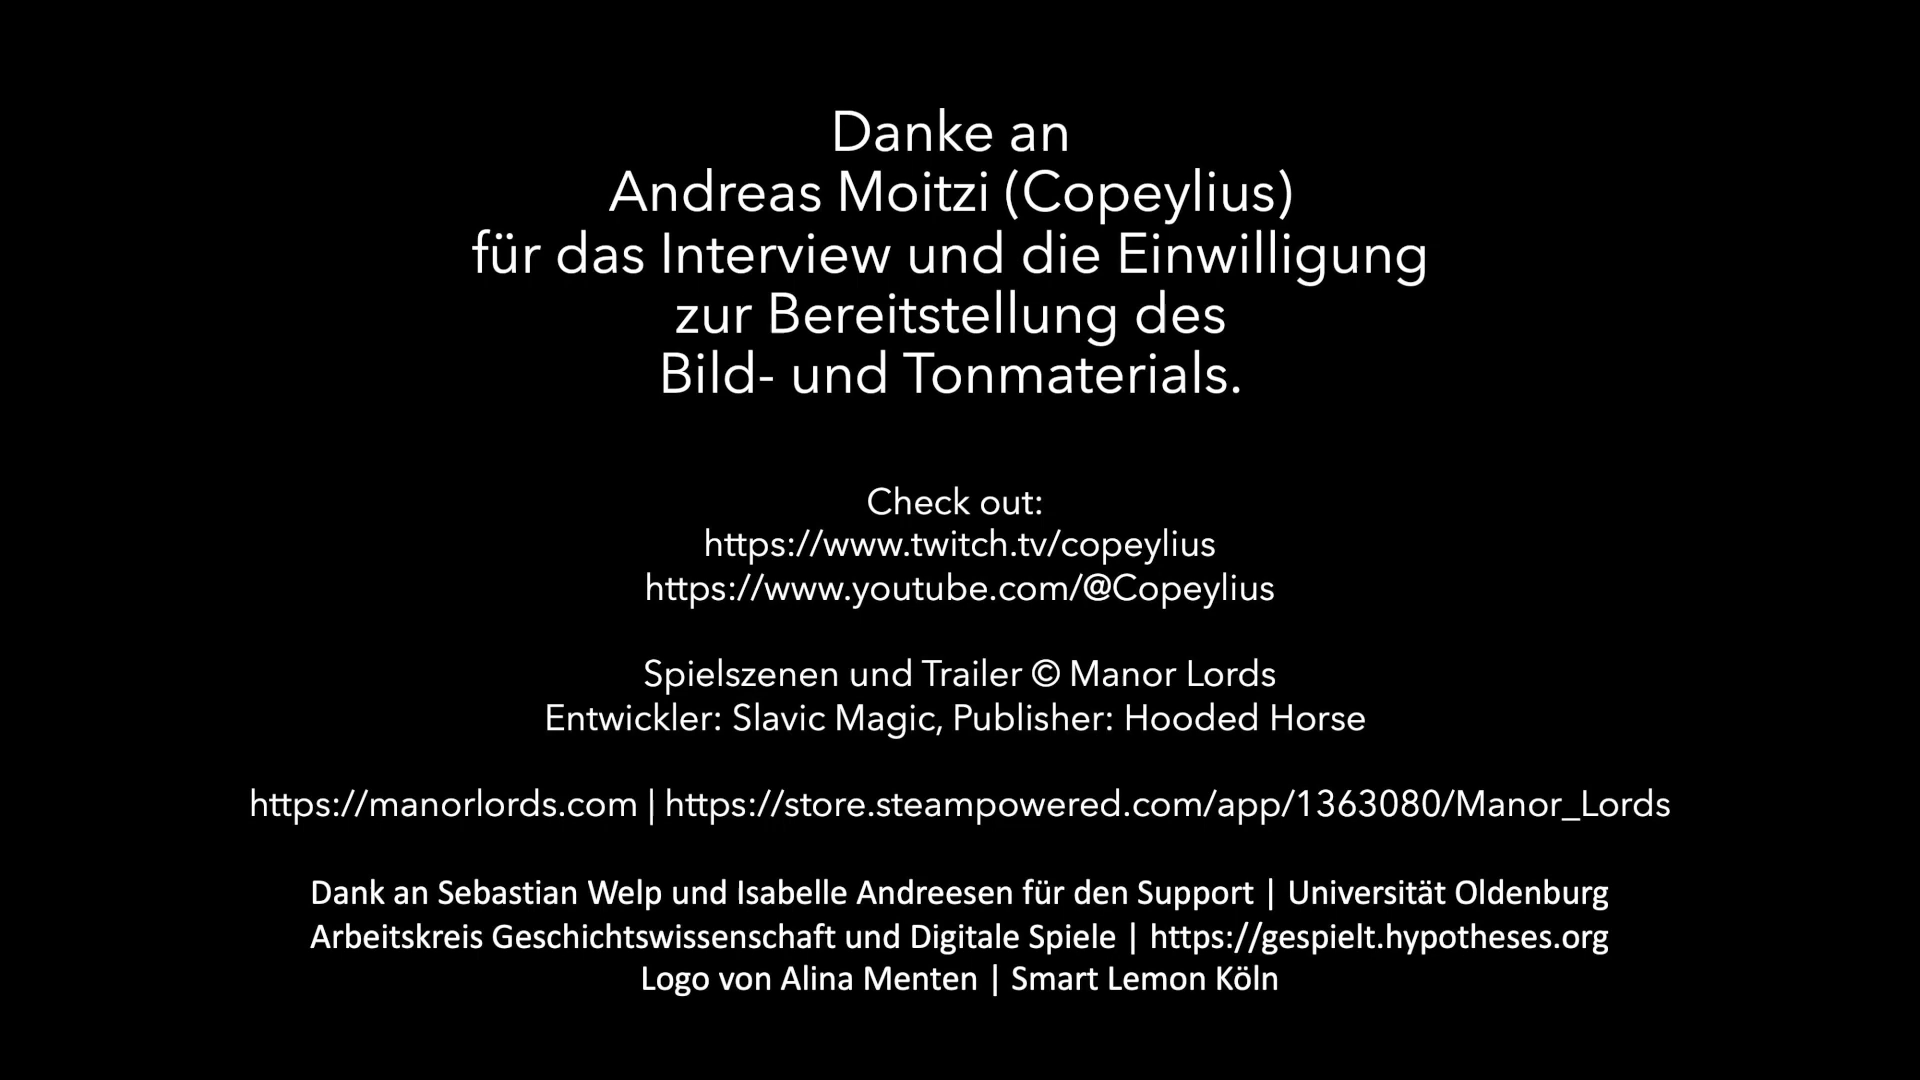 Danke an
Andreas Moitzi (Copeylius)
für das Interview und die Einwilligung
zur Bereitstellung des
Bild- und Tonmaterials.
Check out:
https://www.twitch.tv/copeylius
https://www.youtube.com/@Copeylius
Spielszenen und Trailer © Manor Lords
Entwickler: Slavic Magic, Publisher: Hooded Horse
https://manorlords.com | https://store.steampowered.com/app/1363080/Manor_Lords
Dank an Sebastian Welp und Isabelle Andreesen für den Support | Universität Oldenburg
Arbeitskreis Geschichtswissenschaft und Digitale Spiele | https://gespielt.hypotheses.org
Logo von Alina Menten | Smart Lemon Köln